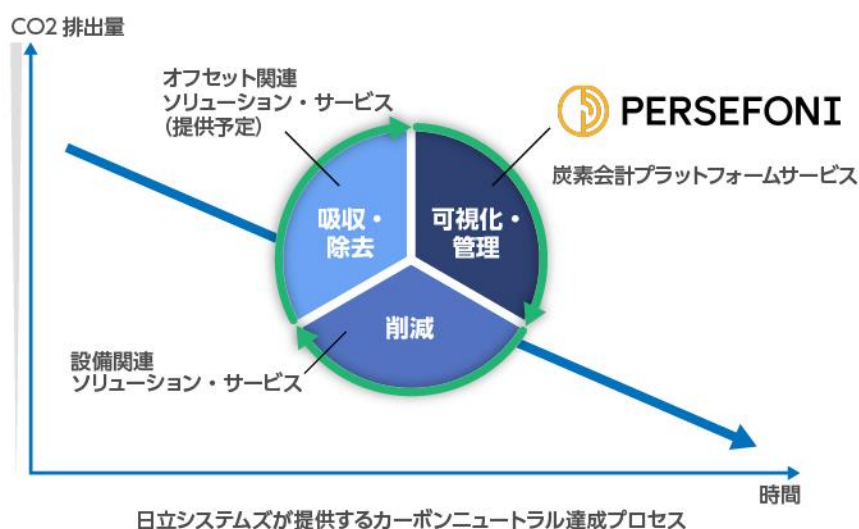 CO2 排出量
オフセット関連
ソリューション・サービス
(提供予定)
PERSEFONI
炭素会計プラットフォームサービス
吸収・
除去
可視化・
管理
削減
設備関連
ソリューション・サービス
時間
日立システムズが提供するカーボンニュートラル達成プロセス